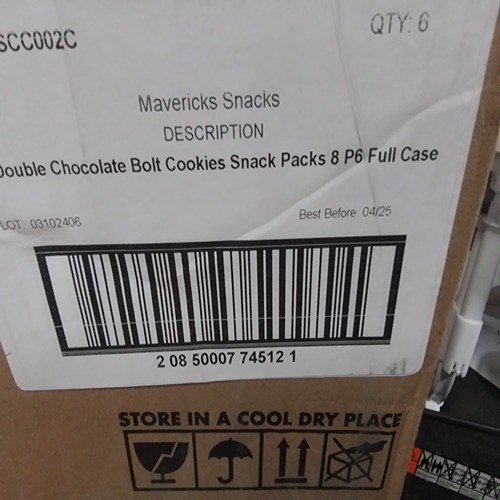 SCC002C
QTY: 6
Mavericks Snacks
DESCRIPTION
Double Chocolate Bolt Cookies Snack Packs 8 P6 Full Case
LOT: 03102406
Best Before: 04/25
2 08 50007 74512 1
STORE IN A COOL DRY PLACE